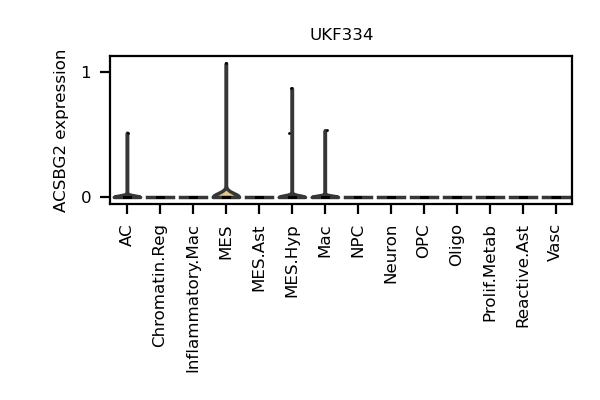 UKF334
ACSBG2 expression
1
0
AC
Chromatin.Reg
Inflammatory.Mac
MES
MES.Ast
MES.Hyp
Mac
NPC
Neuron
OPC
Oligo
Prolif.Metab
Reactive.Ast
Vasc